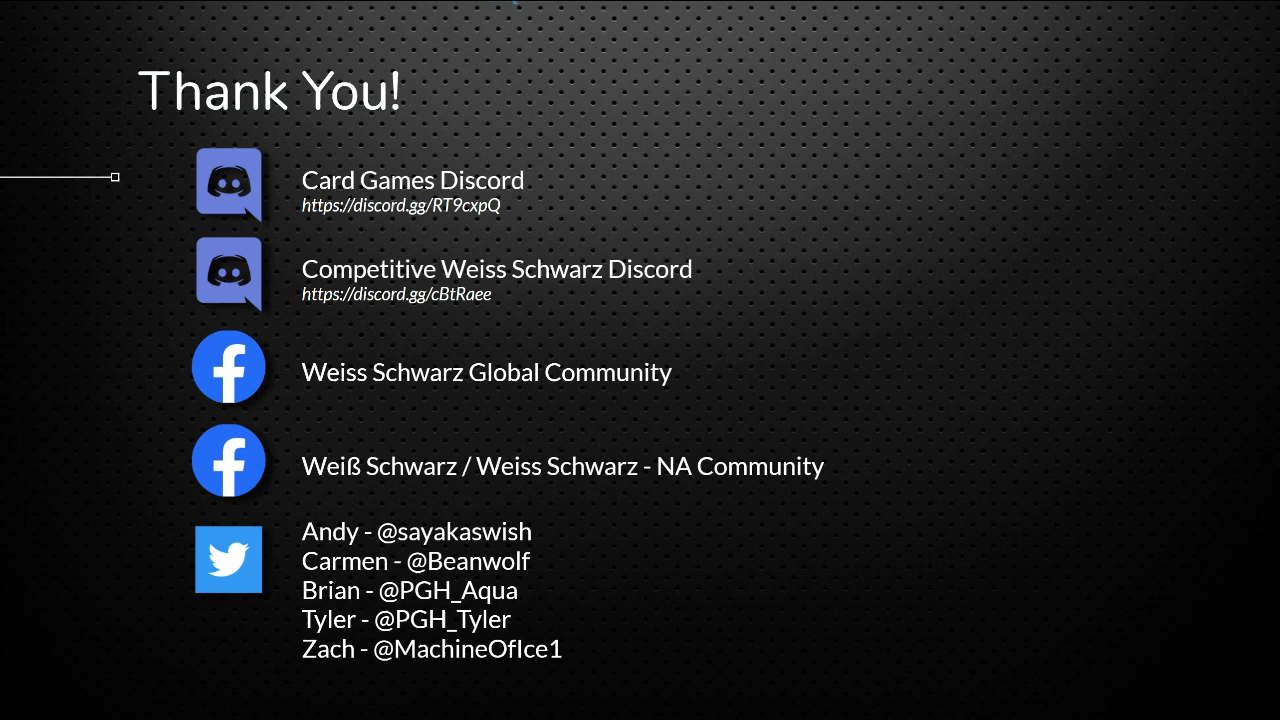 Thank You!
Card Games Discord
https://discord.gg/RT9cxpQ
Competitive Weiss Schwarz Discord
https://discord.gg/cBtRaee
Weiss Schwarz Global Community
Weiß Schwarz / Weiss Schwarz - NA Community
Andy - @sayakaswish
Carmen - @Beanwolf
Brian - @PGH_Aqua
Tyler - @PGH_Tyler
Zach - @MachineOfIce1